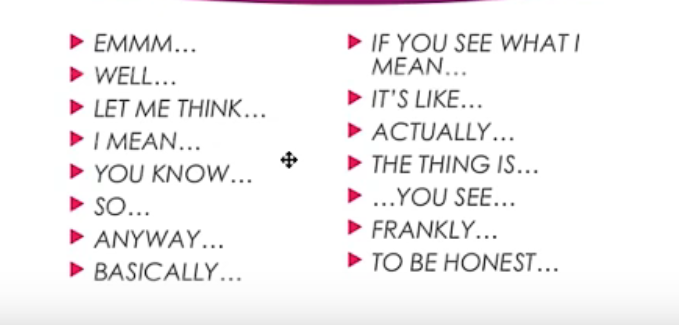 EMMM...
WELL...
LET ME THINK...
I MEAN...
YOU KNOW...
SO...
ANYWAY...
BASICALLY...
IF YOU SEE WHAT I
MEAN...
IT'S LIKE...
ACTUALLY...
THE THING IS...
...YOU SEE...
FRANKLY...
TO BE HONEST...